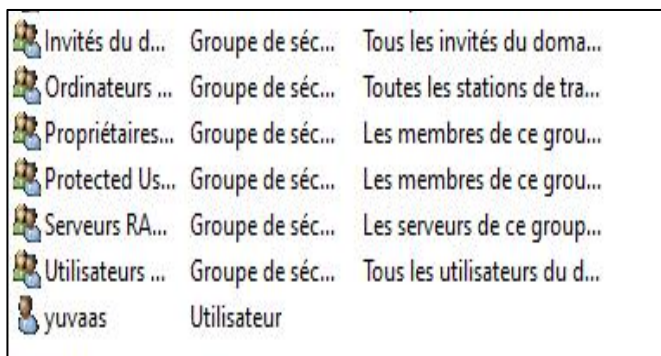 Invités du d... Groupe de séc... Tous les invités du doma...
Ordinateurs ... Groupe de séc... Toutes les stations de tra...
Propriétaires... Groupe de séc... Les membres de ce grou...
Protected Us... Groupe de séc... Les membres de ce grou...
Serveurs RA... Groupe de séc... Les serveurs de ce group...
Utilisateurs ... Groupe de séc... Tous les utilisateurs du d...
yuvaas Utilisateur